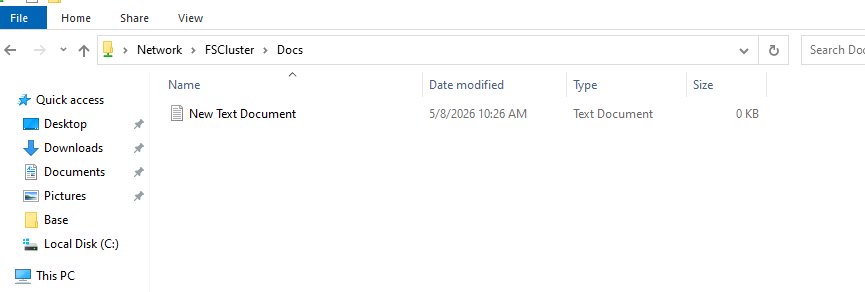 File Home Share View
Network FSCluster Docs Search Doc
Name Date modified Type Size
Quick access
Desktop
New Text Document 5/8/2026 10:26 AM Text Document 0 KB
Downloads
Documents
Pictures
Base
Local Disk (C:)
This PC